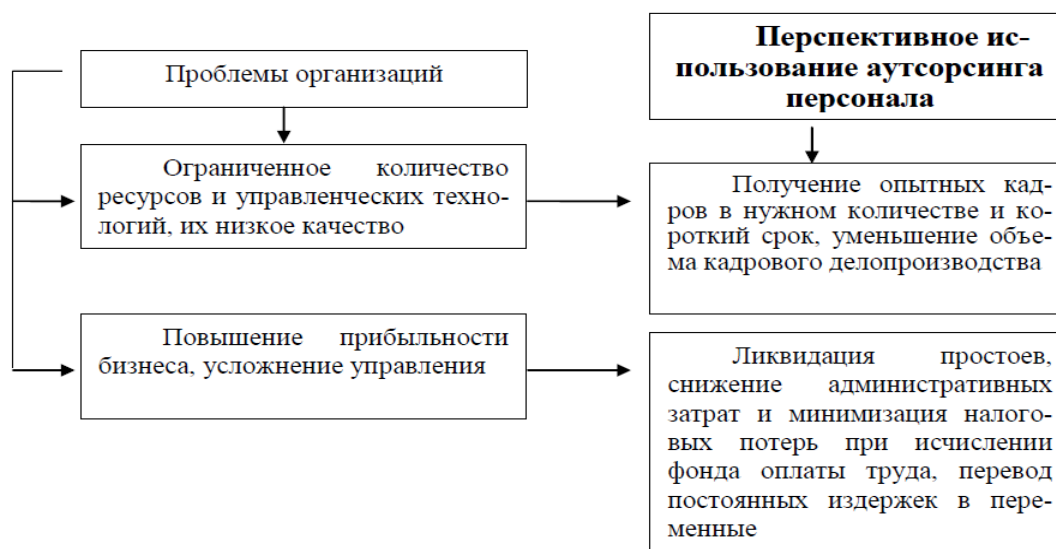 Проблемы организаций
Перспективное ис-
пользование аутсорсинга
персонала
Ограниченное количество
ресурсов и управленческих техно-
логий, их низкое качество
Получение опытных кад-
ров в нужном количестве и ко-
роткий срок, уменьшение объе-
ма кадрового делопроизводства
Повышение прибыльности
бизнеса, усложнение управления
Ликвидация простоев,
снижение административных
затрат и минимизация налого-
вых потерь при исчислении
фонда оплаты труда, перевод
постоянных издержек в пере-
менные